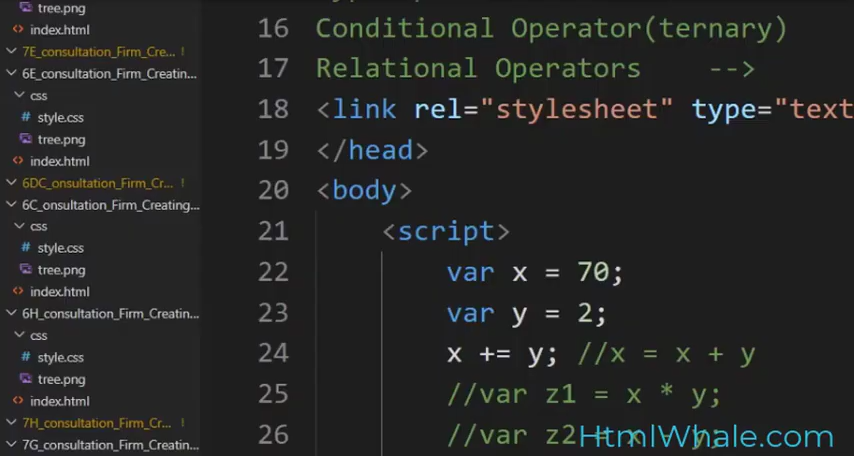 tree.png
index.html
7E_consultation_Firm_Cre... !
6E_consultation_Firm_Creatin...
css
# style.css
tree.png
index.html
6DC_onsultation_Firm_Cr... !
6C_onsultation_Firm_Creating...
css
# style.css
tree.png
index.html
6H_consultation_Firm_Creatin...
css
# style.css
tree.png
index.html
7H_consultation_Firm_Cr... !
7G_consultation_Firm_Creatin...
16 Conditional Operator(ternary)
17 Relational Operators -->
18 <link rel="stylesheet" type="text
19 </head>
20 <body>
21 <script>
22 var x = 70;
23 var y = 2;
24 x += y; //x = x + y
25 //var z1 = x * y;
26 //var z2 = x - y;
HtmlWhale.com